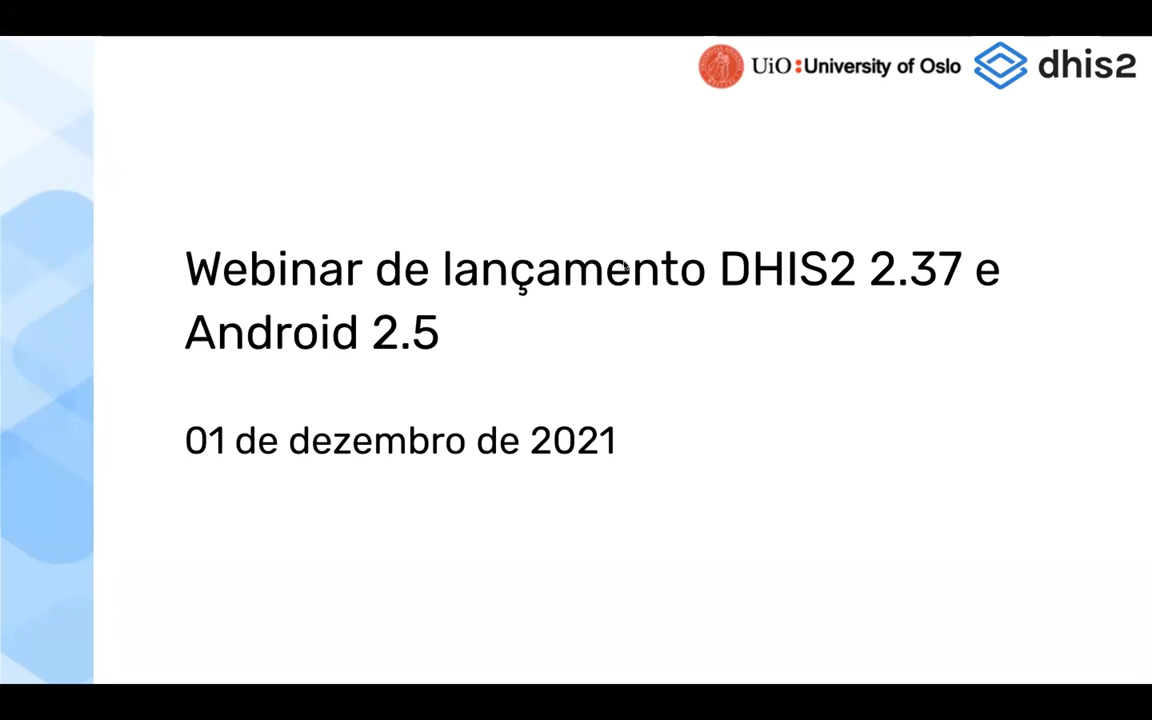 UiO:University of Oslo dhis2
Webinar de lançamento DHIS2 2.37 e
Android 2.5
01 de dezembro de 2021